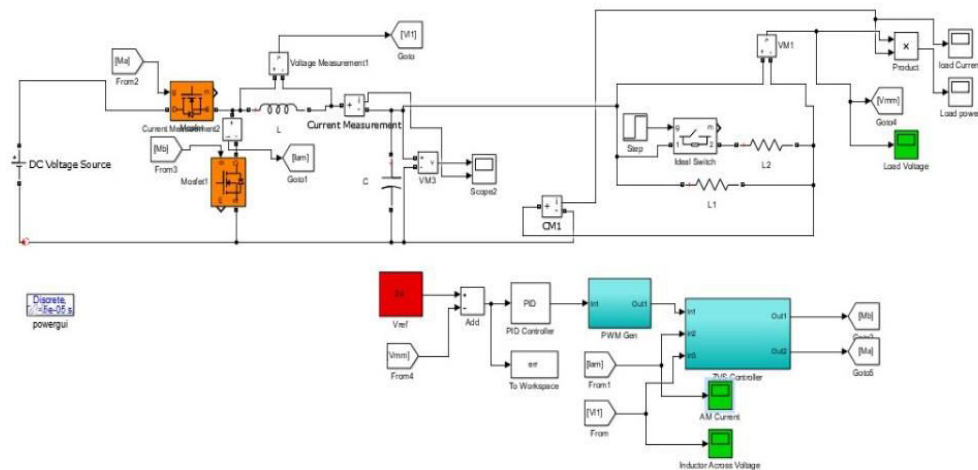 [Ma]
From2
[Vl1]
Goto
Voltage Measurement1
VM1
Product
load Curren
Load power
[Vmm]
Goto4
Load Voltage
Current Measurement2
L
Current Measurement
DC Voltage Source
[Mb]
From3
Mosfet1
[Iam]
Goto1
C
VM3
Scope2
Step
Ideal Switch
L2
L1
CM1
Discrete,
powergui
Vref
Add
PID
PID Controller
In1
Out1
PWM Gen
In1
In2
In3
Out1
Out2
ZVS Controller
[Mb]
[Ma]
Goto5
Vmm]
From4
err
To Workspace
[Iam]
From1
AM Current
[Vl1]
From
Inductor Across Voltage